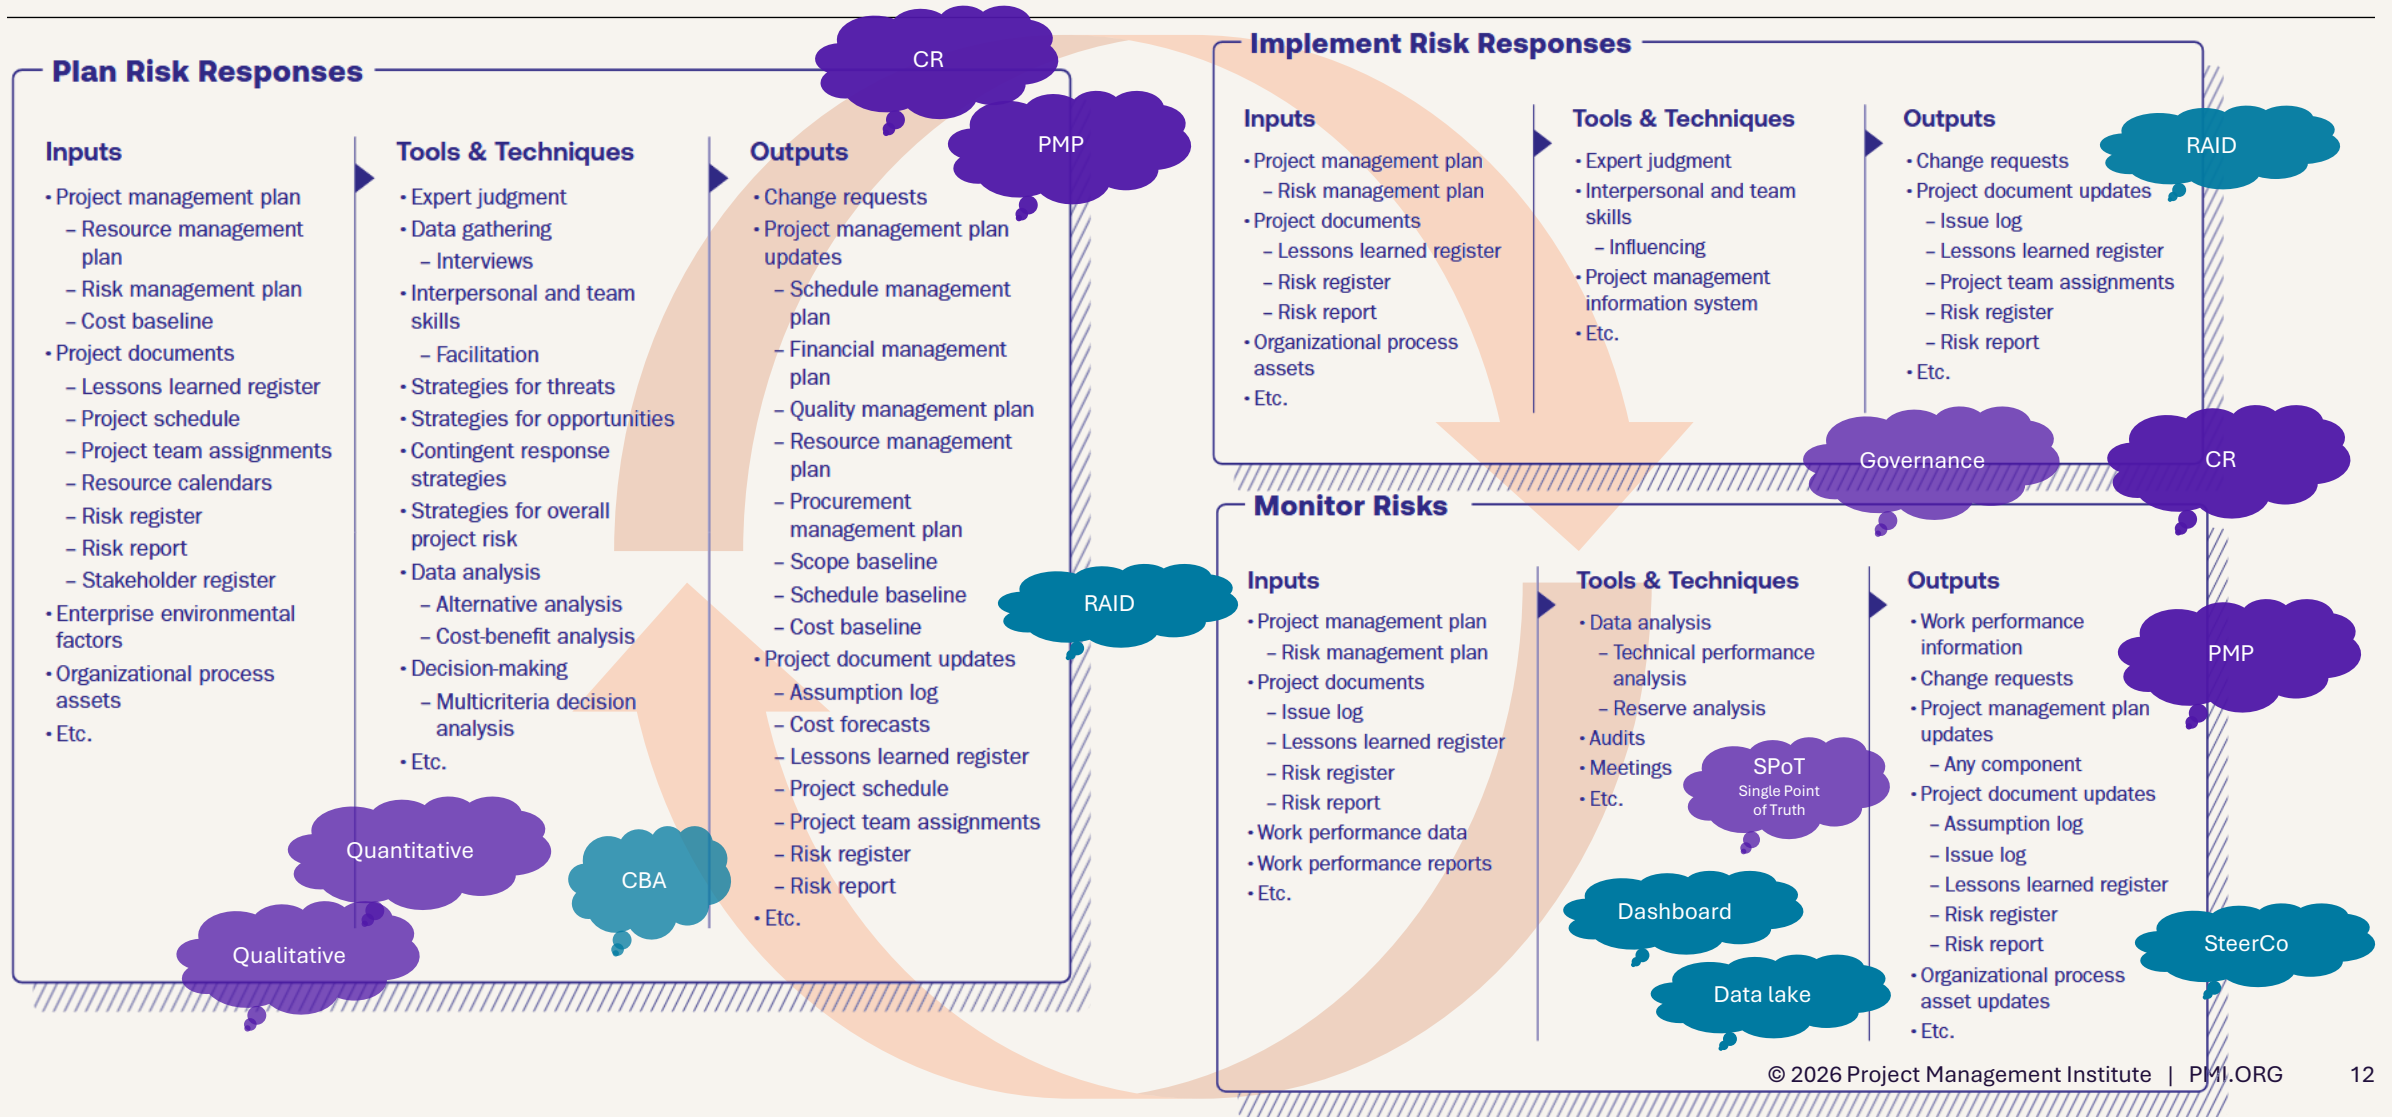 Plan Risk Responses
Inputs
• Project management plan
– Resource management
plan
– Risk management plan
– Cost baseline
• Project documents
– Lessons learned register
– Project schedule
– Project team assignments
– Resource calendars
– Risk register
– Risk report
– Stakeholder register
• Enterprise environmental
factors
• Organizational process
assets
• Etc.
Tools & Techniques
• Expert judgment
• Data gathering
– Interviews
• Interpersonal and team
skills
– Facilitation
• Strategies for threats
• Strategies for opportunities
• Contingent response
strategies
• Strategies for overall
project risk
• Data analysis
– Alternative analysis
– Cost-benefit analysis
• Decision-making
– Multicriteria decision
analysis
• Etc.
Outputs
• Change requests
• Project management plan
updates
– Schedule management
plan
– Financial management
plan
– Quality management plan
– Resource management
plan
– Procurement
management plan
– Scope baseline
– Schedule baseline
– Cost baseline
• Project document updates
– Assumption log
– Cost forecasts
– Lessons learned register
– Project schedule
– Project team assignments
– Risk register
– Risk report
• Etc.
CR
PMP
RAID
Quantitative
Qualitative
CBA
Implement Risk Responses
Inputs
• Project management plan
– Risk management plan
• Project documents
– Lessons learned register
– Risk register
– Risk report
• Organizational process
assets
• Etc.
Tools & Techniques
• Expert judgment
• Interpersonal and team
skills
– Influencing
• Project management
information system
• Etc.
Outputs
• Change requests
• Project document updates
– Issue log
– Lessons learned register
– Project team assignments
– Risk register
– Risk report
• Etc.
RAID
Governance
CR
Monitor Risks
Inputs
• Project management plan
– Risk management plan
• Project documents
– Issue log
– Lessons learned register
– Risk register
– Risk report
• Work performance data
• Work performance reports
• Etc.
Tools & Techniques
• Data analysis
– Technical performance
analysis
– Reserve analysis
• Audits
• Meetings
• Etc.
SPoT
Single Point
of Truth
Dashboard
Data lake
Outputs
• Work performance
information
• Change requests
• Project management plan
updates
– Any component
• Project document updates
– Assumption log
– Issue log
– Lessons learned register
– Risk register
– Risk report
• Organizational process
asset updates
• Etc.
PMP
SteerCo
© 2026 Project Management Institute | PMI.ORG 12